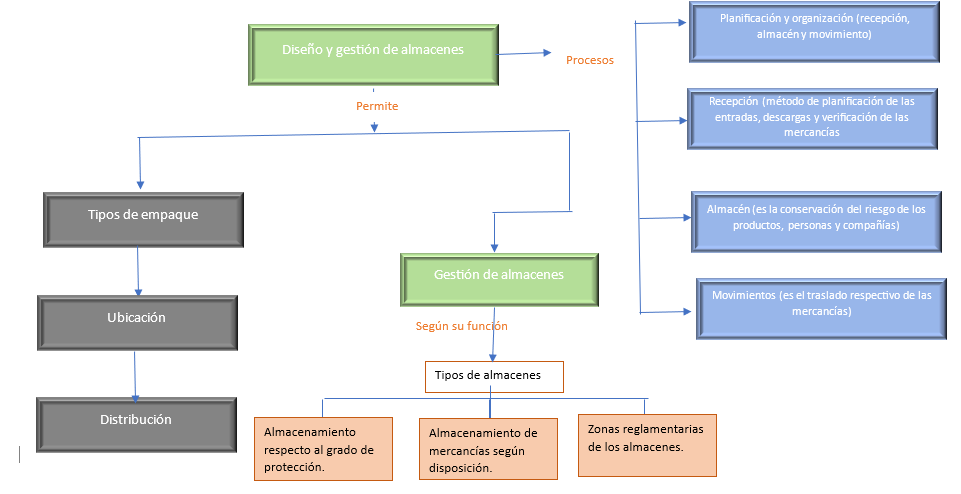 Diseño y gestión de almacenes
Procesos
Permite
Planificación y organización (recepción,
almacén y movimiento)
Recepción (método de planificación de las
entradas, descargas y verificación de las
mercancías
Almacén (es la conservación del riesgo de los
productos, personas y compañías)
Movimientos (es el traslado respectivo de las
mercancías)
Tipos de empaque
Ubicación
Distribución
Gestión de almacenes
Según su función
Tipos de almacenes
Almacenamiento
respecto al grado de
protección.
Almacenamiento de
mercancías según
disposición.
Zonas reglamentarias
de los almacenes.